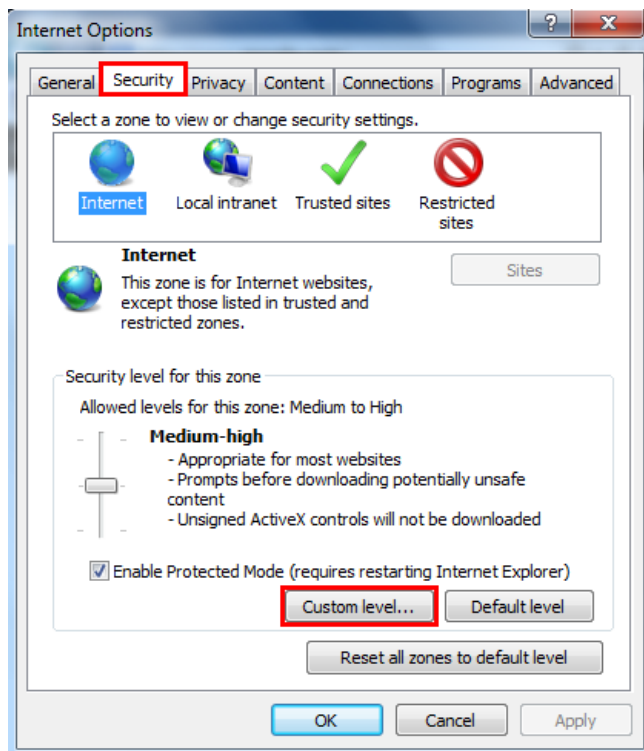 Internet Options
?
General Security Privacy Content Connections Programs Advanced
Select a zone to view or change security settings.
Internet Local intranet Trusted sites Restricted
sites
Internet
This zone is for Internet websites,
except those listed in trusted and
restricted zones.
Sites
Security level for this zone
Allowed levels for this zone: Medium to High
Medium-high
- Appropriate for most websites
- Prompts before downloading potentially unsafe
content
- Unsigned ActiveX controls will not be downloaded
Enable Protected Mode (requires restarting Internet Explorer)
Custom level... Default level
Reset all zones to default level
OK Cancel Apply